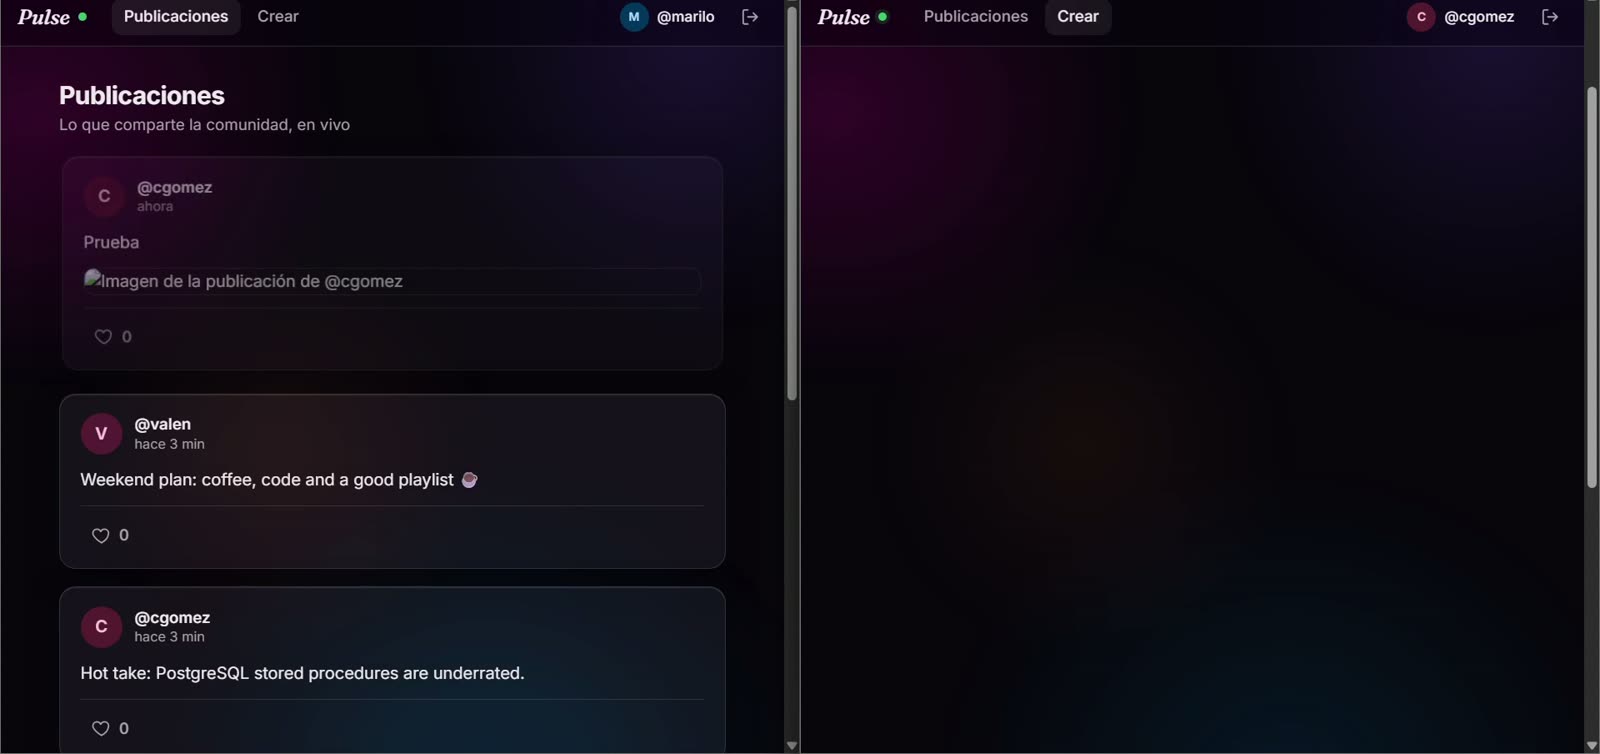 Pulse Publicaciones Crear M @marilo
Publicaciones
Lo que comparte la comunidad, en vivo
C @cgomez
ahora
Prueba
Imagen de la publicación de @cgomez
0
V @valen
hace 3 min
Weekend plan: coffee, code and a good playlist ☕
0
C @cgomez
hace 3 min
Hot take: PostgreSQL stored procedures are underrated.
0
Pulse Publicaciones Crear C @cgomez